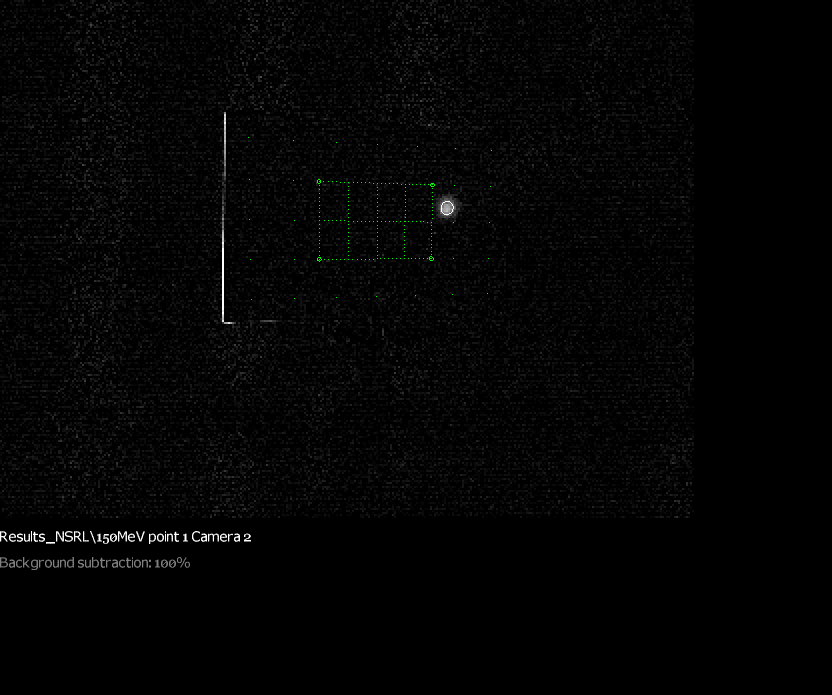 Results_NSRL\150MeV point 1 Camera 2
Background subtraction: 100%